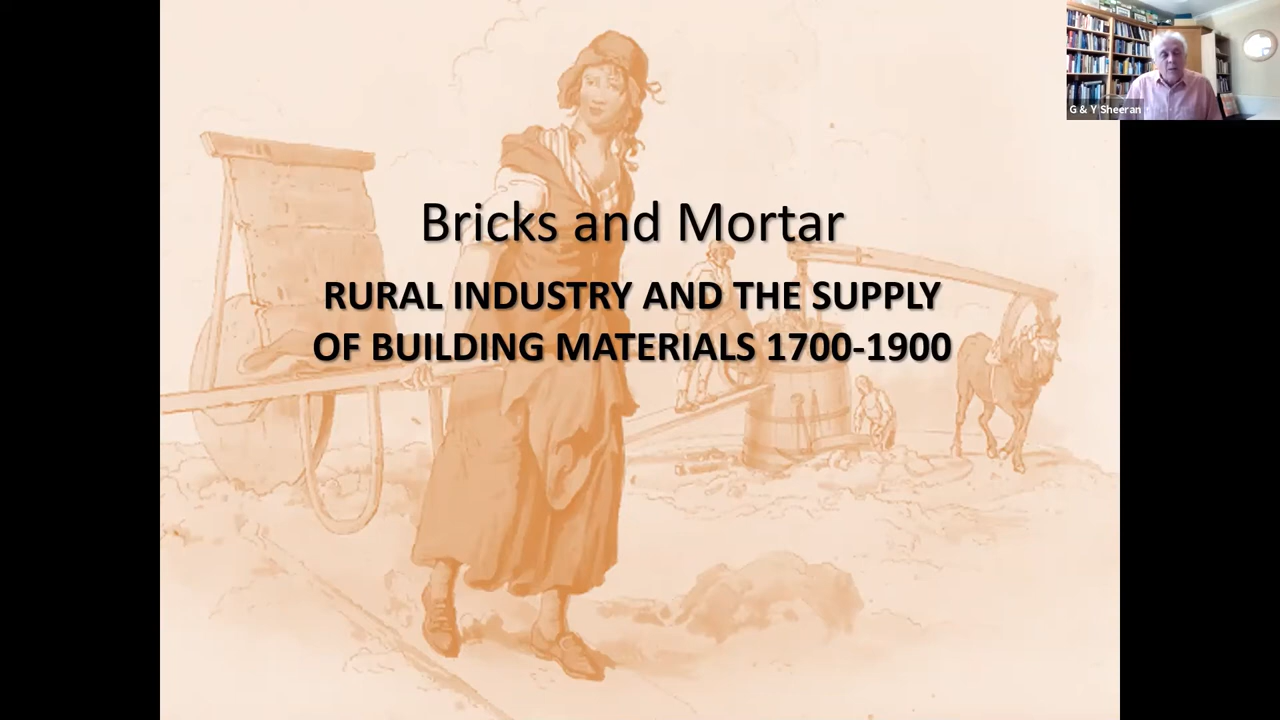 G & Y Sheeran
Bricks and Mortar
RURAL INDUSTRY AND THE SUPPLY
OF BUILDING MATERIALS 1700-1900